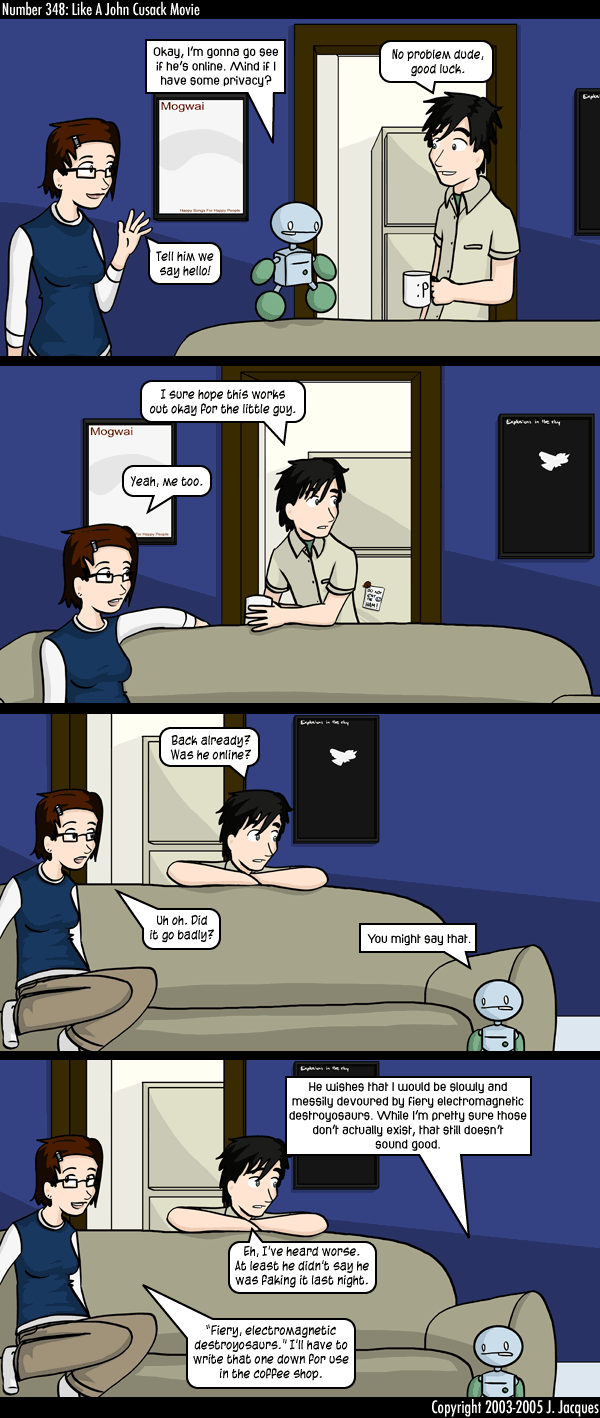 Number 348: Like A John Cusack Movie
Okay, I'm gonna go see
if he's online. Mind if I
have some privacy?
No problem dude,
good luck.
Mogwai
Happy Songs For Happy People
Tell him we
say hello!
:P
I sure hope this works
out okay for the little guy.
Mogwai
Yeah, me too.
For Happy People
Explosions in the sky
DO NOT
EAT
HAM!
Back already?
Was he online?
Explosions in the sky
Uh oh. Did
it go badly?
You might say that.
Explosions in the sky
He wishes that I would be slowly and
messily devoured by fiery electromagnetic
destroyosaurs. While I'm pretty sure those
don't actually exist, that still doesn't
sound good.
Eh, I've heard worse.
At least he didn't say he
was faking it last night.
"Fiery, electromagnetic
destroyosaurs." I'll have to
write that one down for use
in the coffee shop.
Copyright 2003-2005 J. Jacques